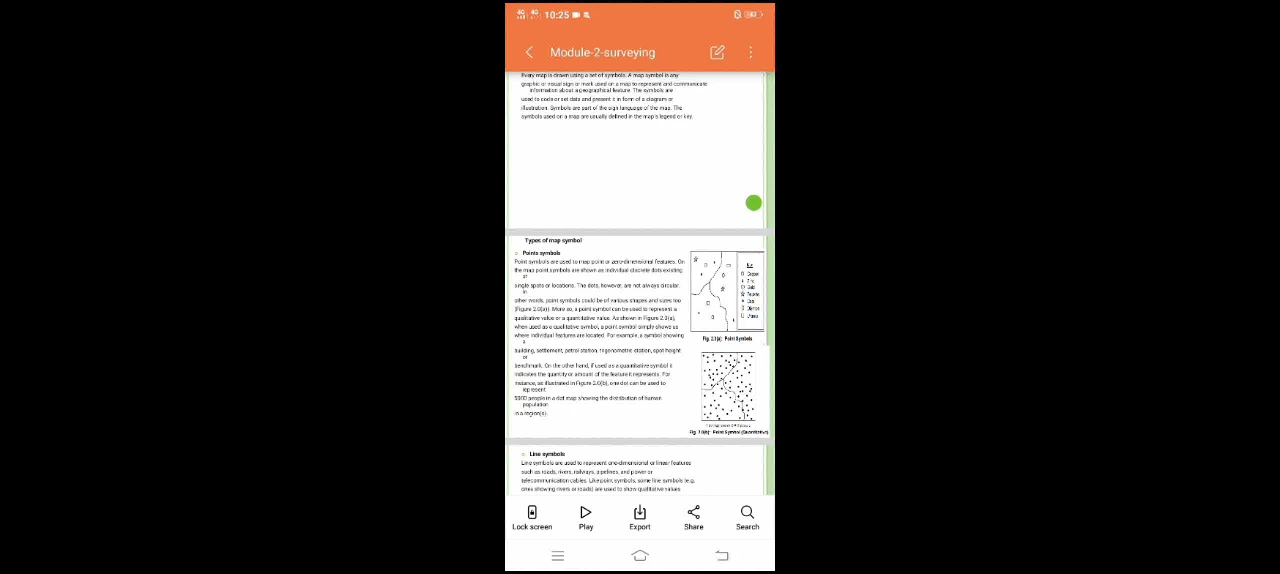 4G 4G 10:25
Module-2-surveying
Every map is drawn using a set of symbols. A map symbol is any
graphic or visual sign or mark used on a map to represent and communicate
information about a geographical feature. The symbols are
used to code or set data and present it in form of a diagram or
illustration. Symbols are part of the sign language of the map. The
symbols used on a map are usually defined in the map's legend or key.
Types of map symbol
Points symbols
Point symbols are used to map point or zero-dimensional features. On
the map point symbols are shown as individual discrete dots existing
at
single spots or locations. The dots, however, are not always circular.
In
other words, point symbols could be of various shapes and sizes too
More so, a point symbol can be used to represent a
qualitative value or a quantitative value. As shown in Figure
when used as a qualitative symbol, a point symbol simply shows us
where individual features are located. For example, a symbol showing
a
building, settlement, petrol station, trigonometric station, spot height
or
benchmark. On the other hand, if used as a quantitative symbol it
indicates the quantity or amount of the feature it represents. For
instance, as illustrated in Figure 2.0(b), one dot can be used to
represent
5000 people in a dot map showing the distribution of human
population
in a region(s).
Copper
Zinc
Gold
Point Symbols
Point Symbol (Quantitative)
Line symbols
Line symbols are used to represent one-dimensional or linear features
such as roads, rivers, railways, pipelines, and power or
telecommunication cables. Like point symbols, some line symbols (e.g.
ones showing rivers or roads) are used to show qualitative values
Lock screen
Play
Export
Share
Search